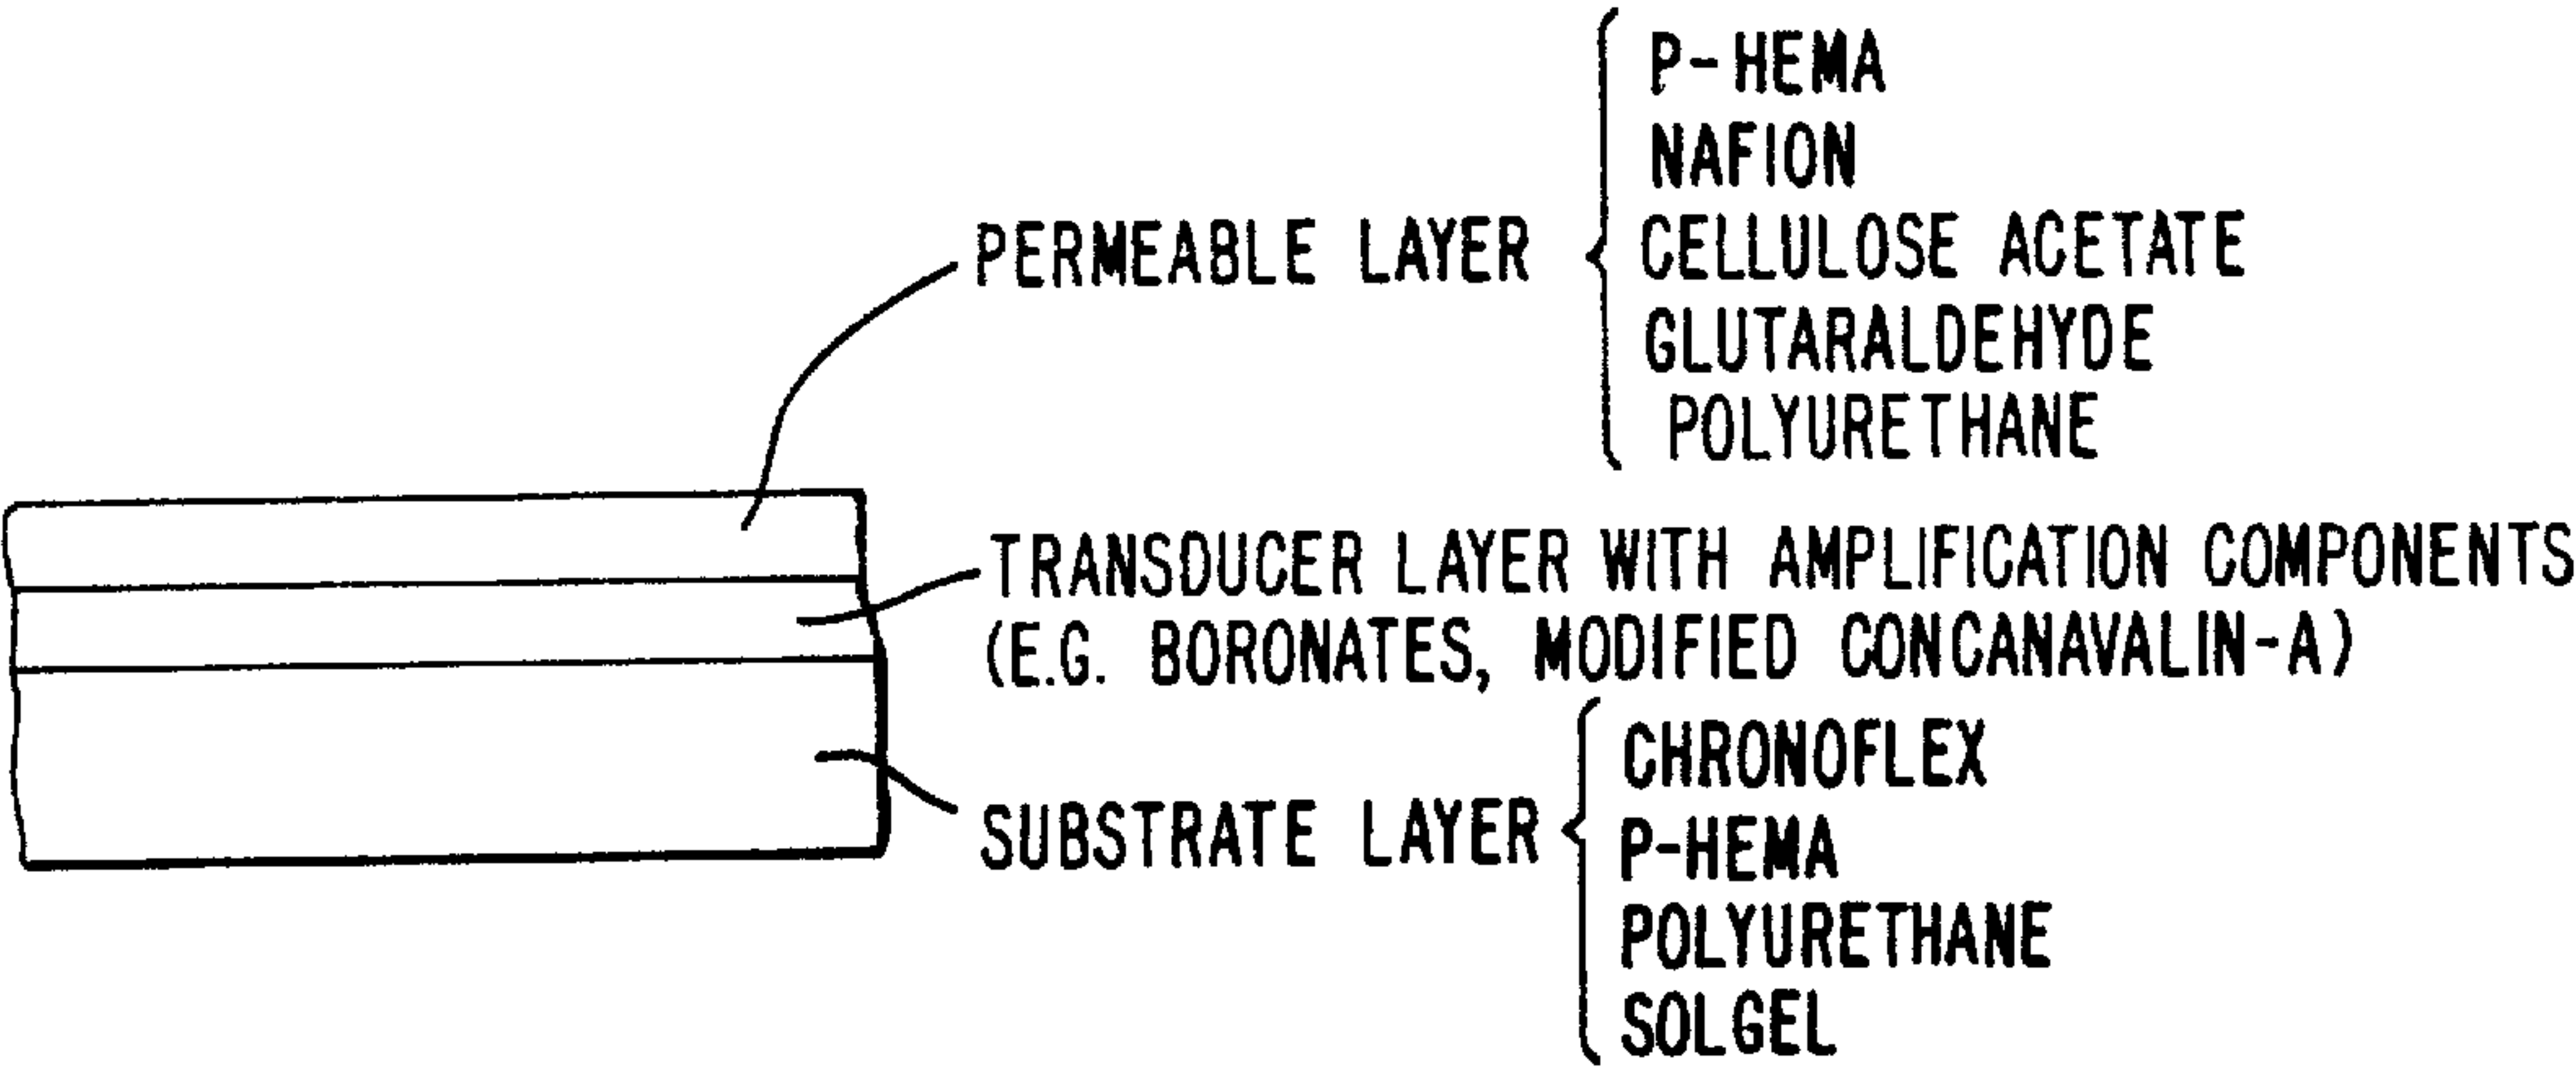 P-HEMA
NAFION
PERMEABLE LAYER
CELLULOSE ACETATE
GLUTARALDEHYDE
POLYURETHANE
TRANSDUCER LAYER WITH AMPLIFICATION COMPONENTS
(E.G. BORONATES, MODIFIED CONCANAVALIN-A)
CHRONOFLEX
SUBSTRATE LAYER
P-HEMA
POLYURETHANE
SOLGEL